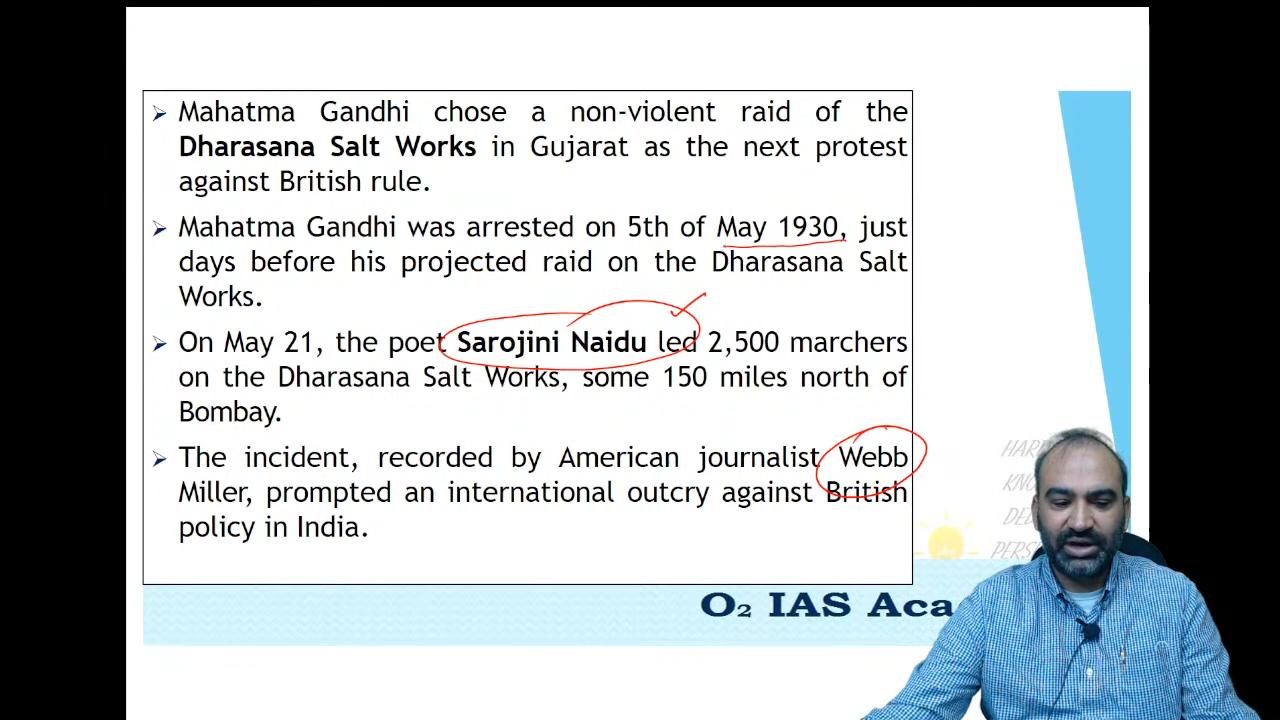 Mahatma Gandhi chose a non-violent raid of the
Dharasana Salt Works in Gujarat as the next protest
against British rule.
Mahatma Gandhi was arrested on 5th of May 1930, just
days before his projected raid on the Dharasana Salt
Works.
On May 21, the poet Sarojini Naidu led 2,500 marchers
on the Dharasana Salt Works, some 150 miles north of
Bombay.
The incident, recorded by American journalist Webb
Miller, prompted an international outcry against British
policy in India.
O₂ IAS Aca